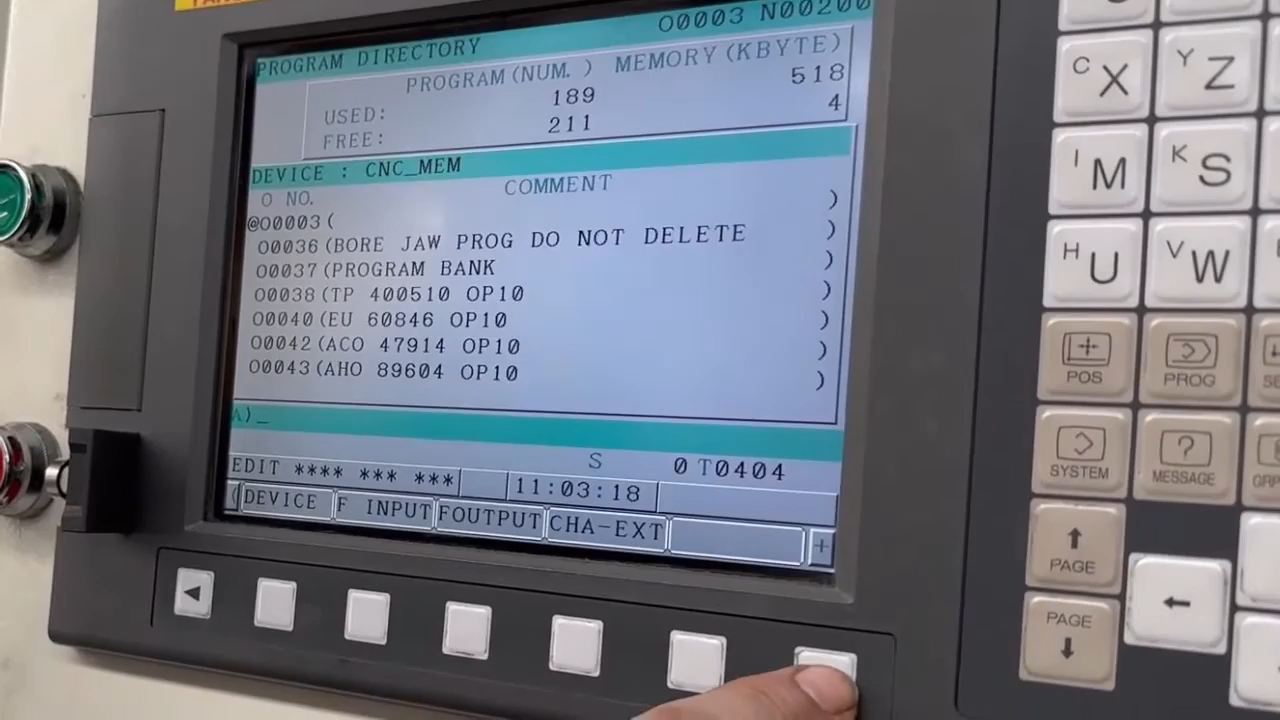 O0003 N00200
PROGRAM DIRECTORY
PROGRAM (NUM. ) MEMORY (KBYTE)
USED: 189 518
FREE: 211 4
DEVICE : CNC_MEM
O NO. COMMENT
@O0003 ( )
O0036 (BORE JAW PROG DO NOT DELETE )
O0037 (PROGRAM BANK )
O0038 (TP 400510 OP10 )
O0040 (EU 60846 OP10 )
O0042 (ACO 47914 OP10 )
O0043 (AHO 89604 OP10 )
A)_
S 0 T0404
EDIT **** *** ***
11:03:18
( DEVICE F INPUT FOUTPUT CHA-EXT +
C X
Y Z
I M
K S
H U
V W
POS
PROG
SYSTEM
? MESSAGE
↑ PAGE
←
PAGE ↓